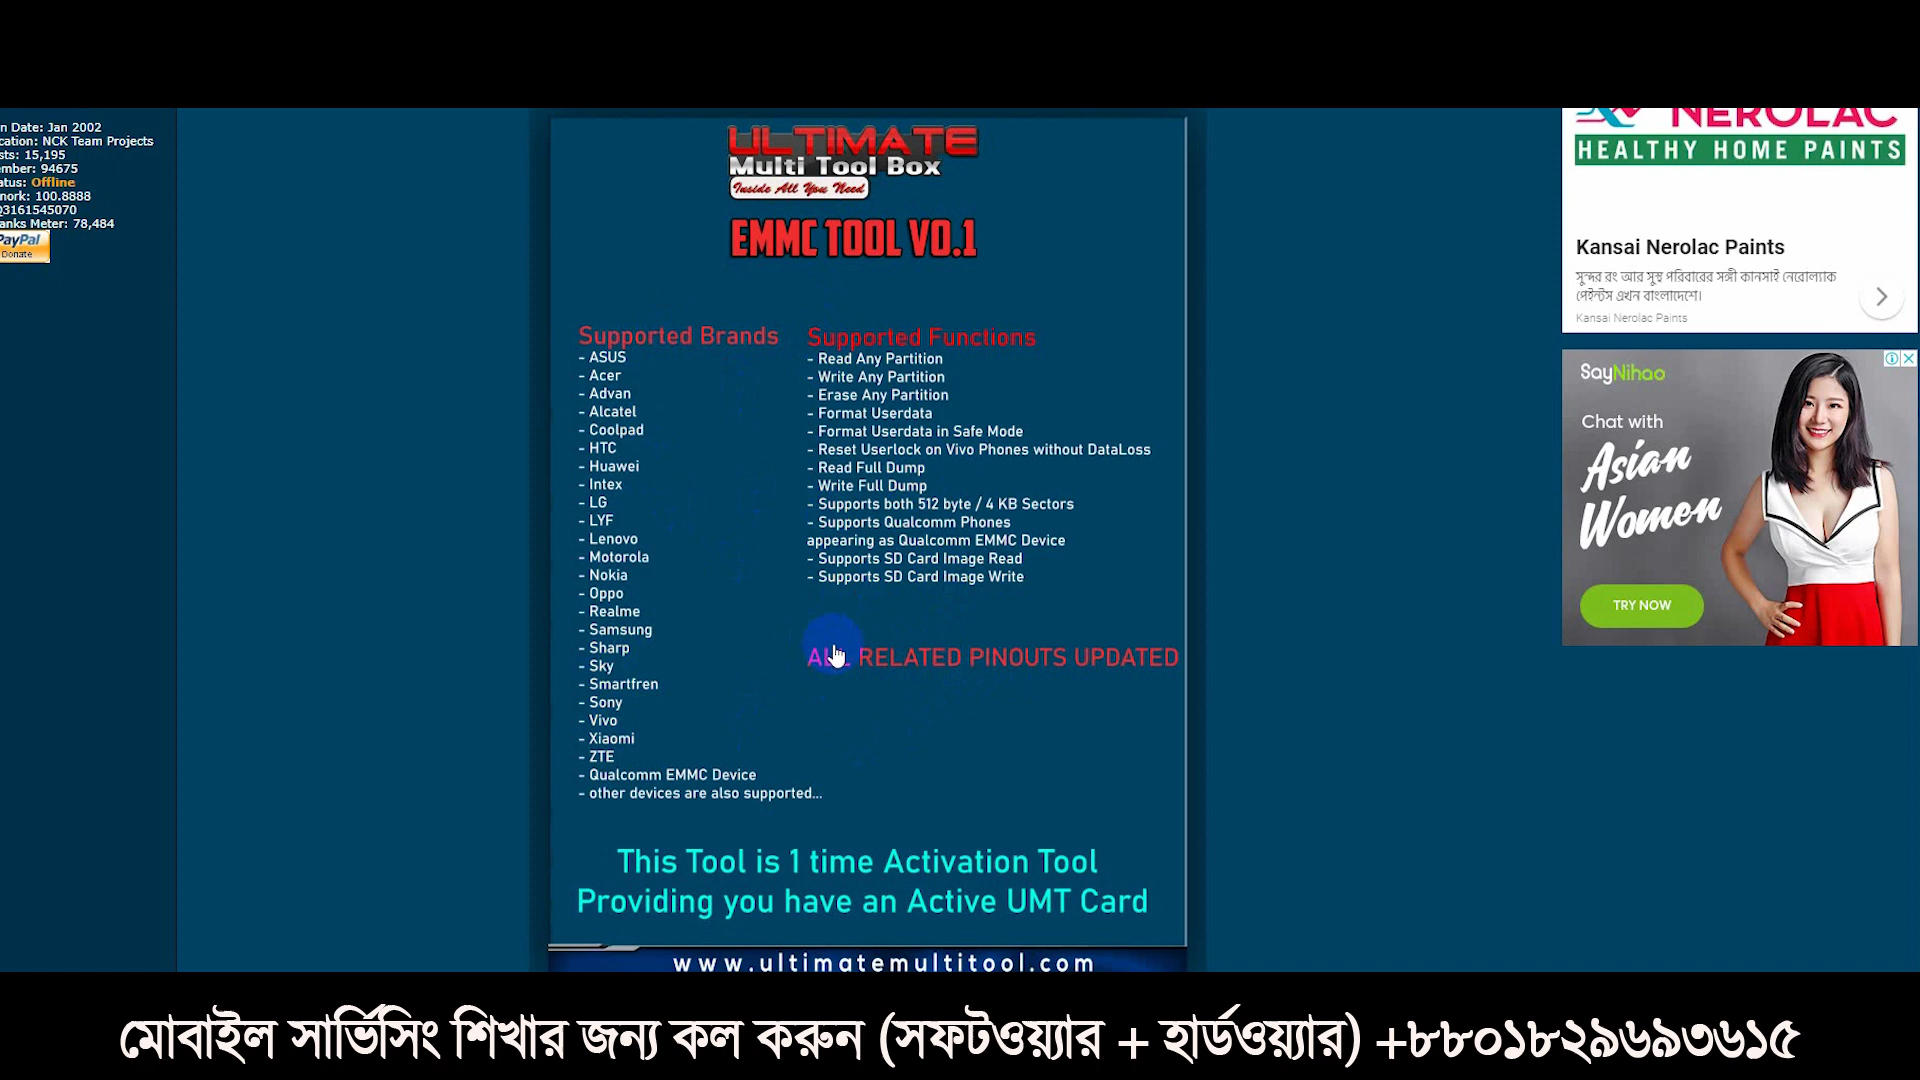 n Date: Jan 2002
cation: NCK Team Projects
sts: 15,195
ember: 94675
atus: Offline
nork: 100.8888
Q3161545070
anks Meter: 78,484
PayPal
Donate
ULTIMATE
Multi Tool Box
Inside All You Need
EMMC TOOL V0.1
Supported Brands
- ASUS
- Acer
- Advan
- Alcatel
- Coolpad
- HTC
- Huawei
- Intex
- LG
- LYF
- Lenovo
- Motorola
- Nokia
- Oppo
- Realme
- Samsung
- Sharp
- Sky
- Smartfren
- Sony
- Vivo
- Xiaomi
- ZTE
- Qualcomm EMMC Device
- other devices are also supported...
Supported Functions
- Read Any Partition
- Write Any Partition
- Erase Any Partition
- Format Userdata
- Format Userdata in Safe Mode
- Reset Userlock on Vivo Phones without DataLoss
- Read Full Dump
- Write Full Dump
- Supports both 512 byte / 4 KB Sectors
- Supports Qualcomm Phones
appearing as Qualcomm EMMC Device
- Supports SD Card Image Read
- Supports SD Card Image Write
ALL RELATED PINOUTS UPDATED
This Tool is 1 time Activation Tool
Providing you have an Active UMT Card
www.ultimatemultitool.com
NEROLAC
HEALTHY HOME PAINTS
Kansai Nerolac Paints
সুন্দর রং আর সুস্থ পরিবারের সঙ্গী কানসাই নেরোল্যাক
পেইন্টস এখন বাংলাদেশে।
Kansai Nerolac Paints
SayNihao
Chat with
Asian
Women
TRY NOW
মোবাইল সার্ভিসিং শিখার জন্য কল করুন (সফটওয়্যার + হার্ডওয়্যার) +৮৮০১৮২৯৬৯৩৬১৫